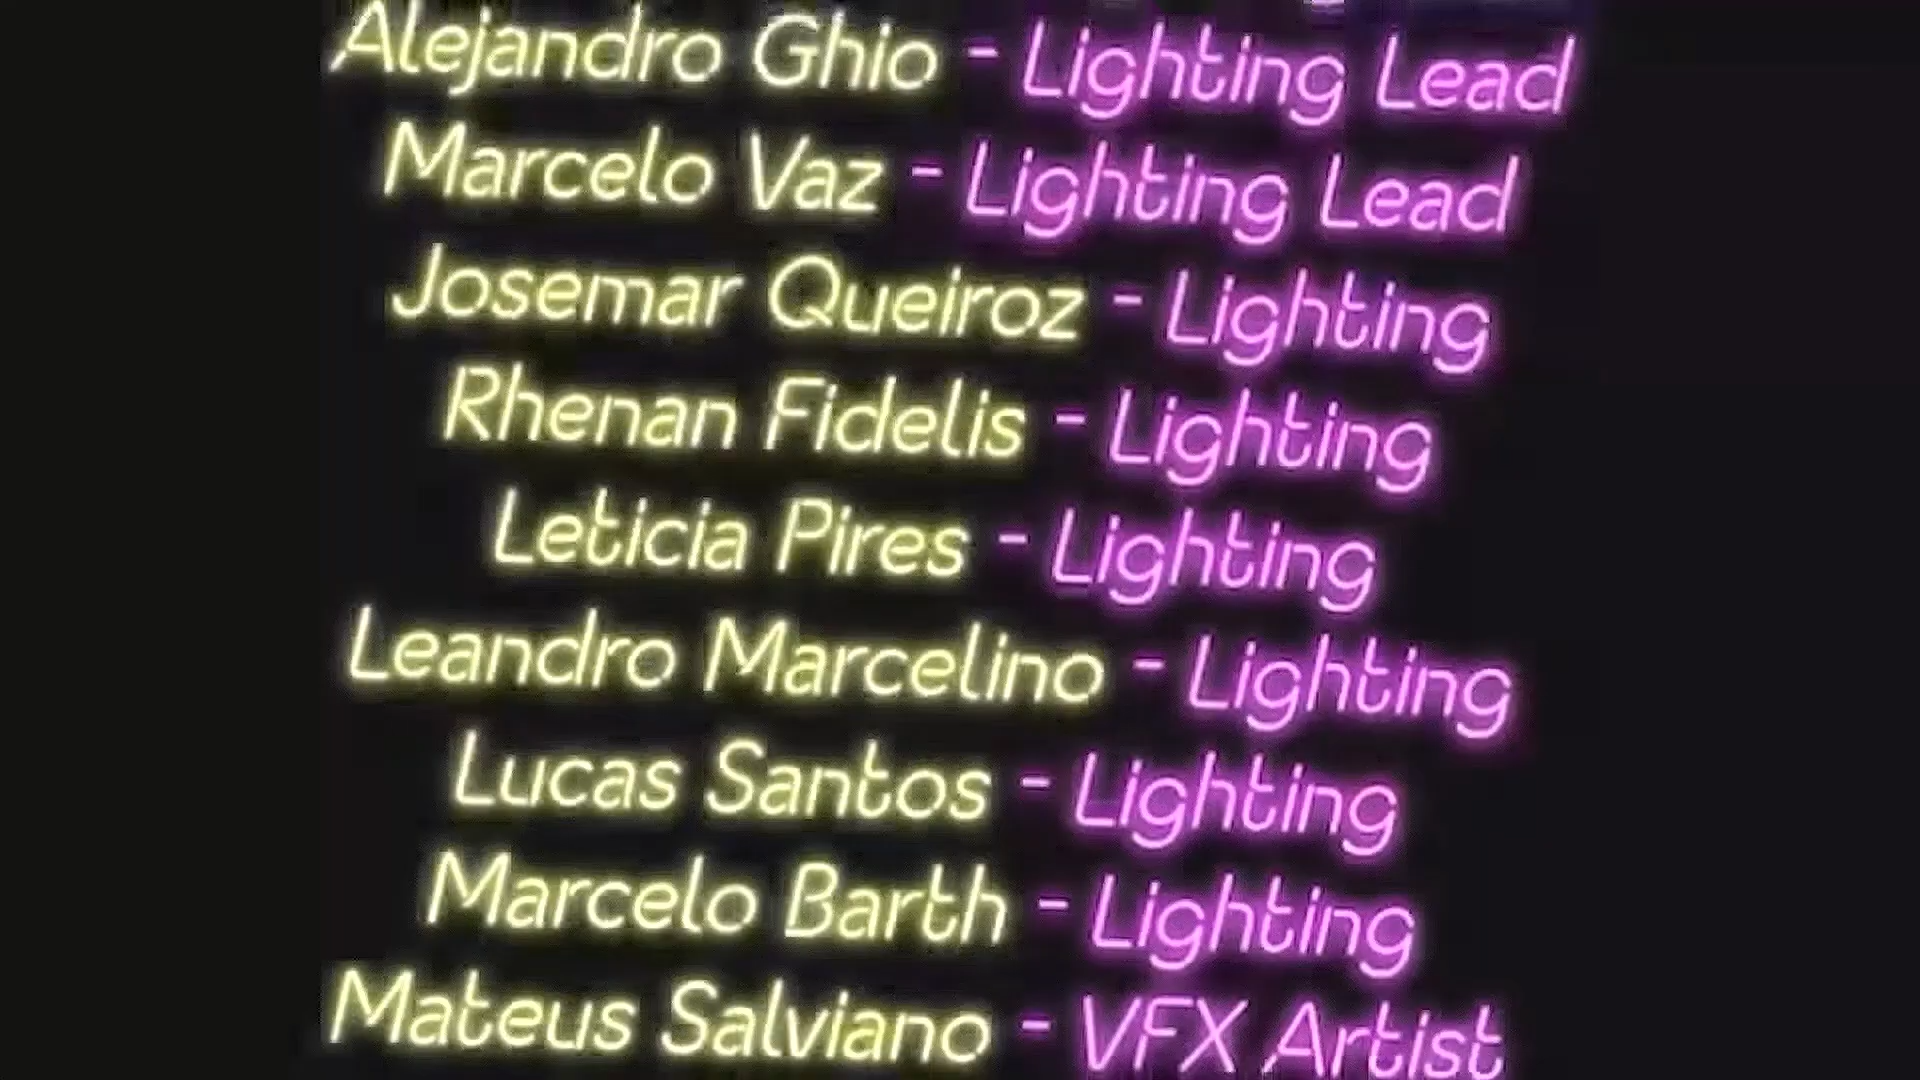 Alejandro Ghio - Lighting Lead
Marcelo Vaz - Lighting Lead
Josemar Queiroz - Lighting
Rhenan Fidelis - Lighting
Leticia Pires - Lighting
Leandro Marcelino - Lighting
Lucas Santos - Lighting
Marcelo Barth - Lighting
Mateus Salviano - VFX Artist